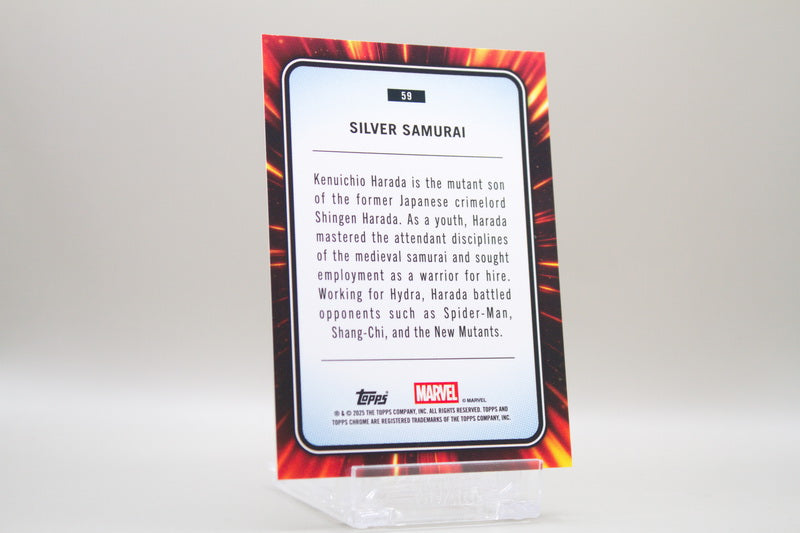 59
SILVER SAMURAI
Kenuichio Harada is the mutant son
of the former Japanese crimelord
Shingen Harada. As a youth, Harada
mastered the attendant disciplines
of the medieval samurai and sought
employment as a warrior for hire.
Working for Hydra, Harada battled
opponents such as Spider-Man,
Shang-Chi, and the New Mutants.
Topps MARVEL © MARVEL
® & © 2025 THE TOPPS COMPANY, INC. ALL RIGHTS RESERVED. TOPPS AND
TOPPS CHROME ARE REGISTERED TRADEMARKS OF THE TOPPS COMPANY, INC.